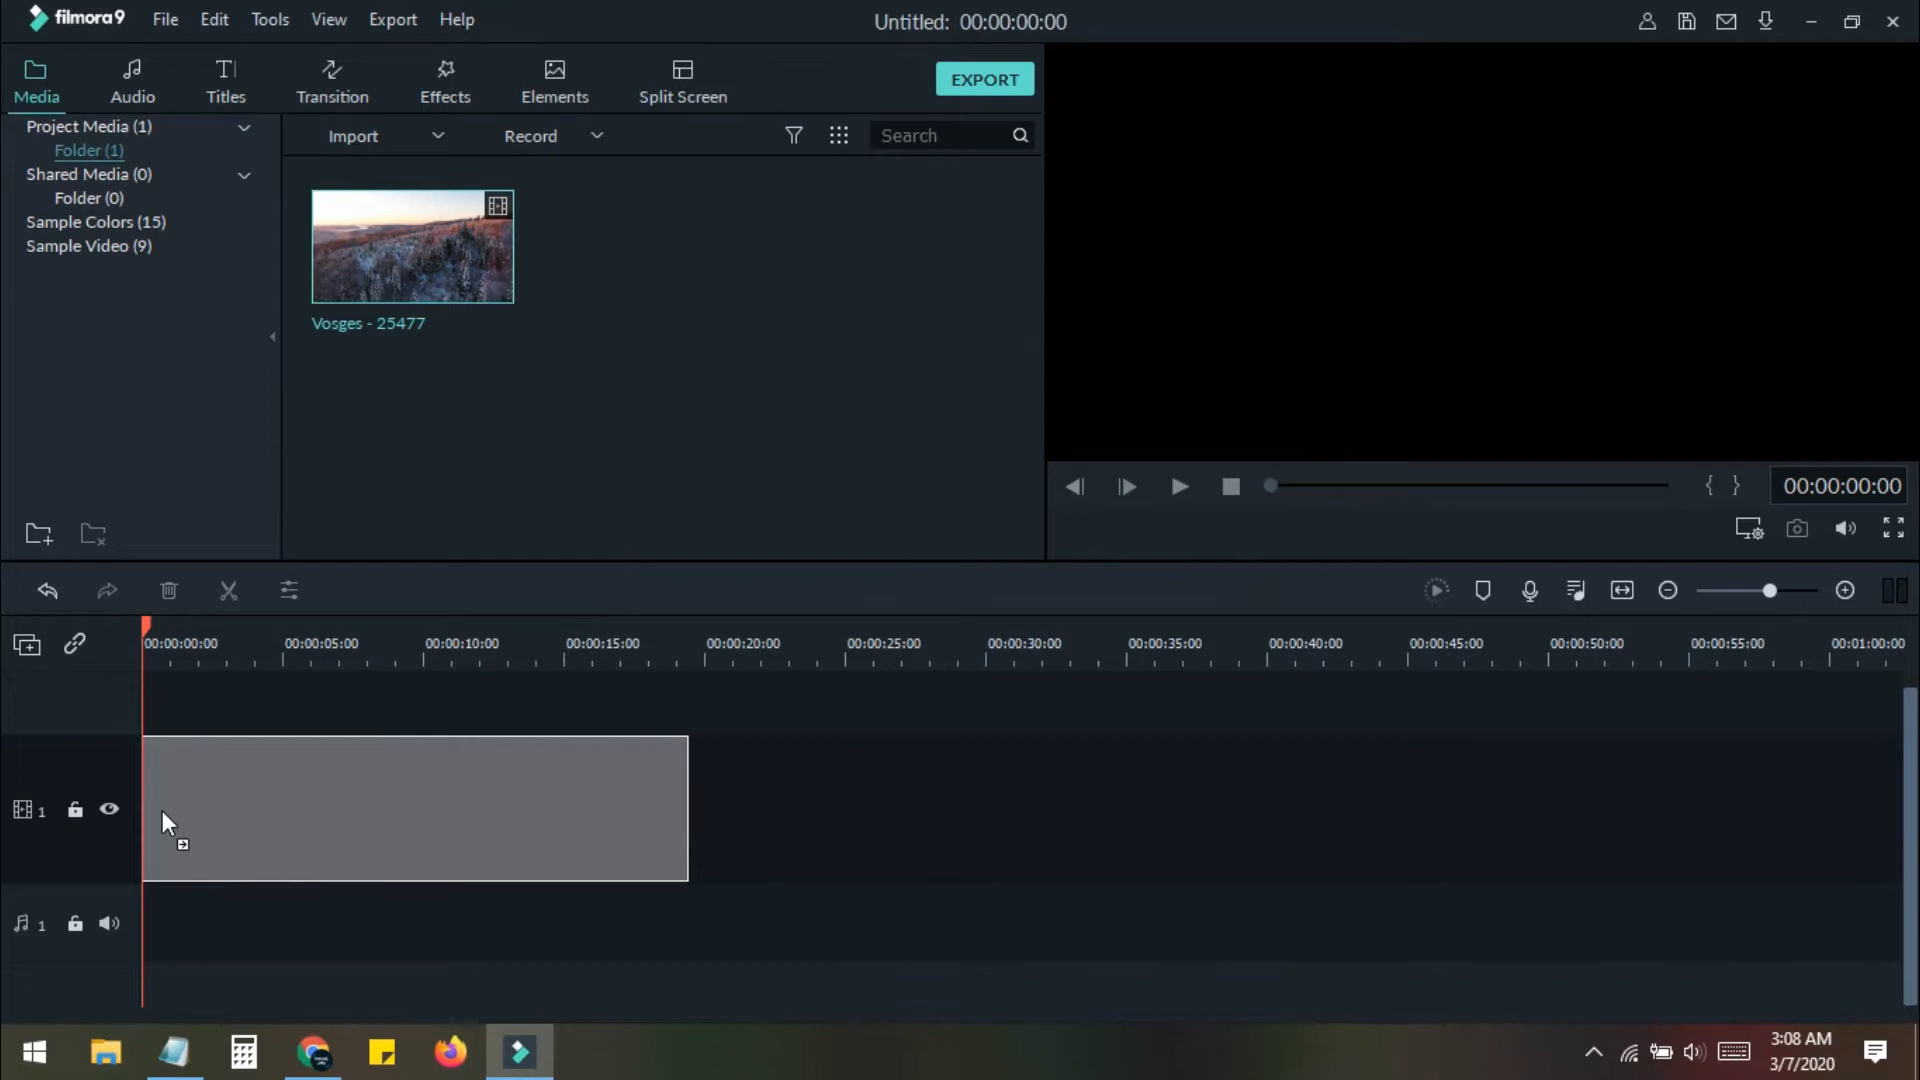 filmora9 File Edit Tools View Export Help
Untitled: 00:00:00:00
Media Audio Titles Transition Effects Elements Split Screen
EXPORT
Project Media (1)
Folder (1)
Shared Media (0)
Folder (0)
Sample Colors (15)
Sample Video (9)
Import Record Search
Vosges - 25477
{ } 00:00:00:00
00:00:00:00 00:00:05:00 00:00:10:00 00:00:15:00 00:00:20:00 00:00:25:00 00:00:30:00 00:00:35:00 00:00:40:00 00:00:45:00 00:00:50:00 00:00:55:00 00:01:00:00
1
1
3:08 AM
3/7/2020